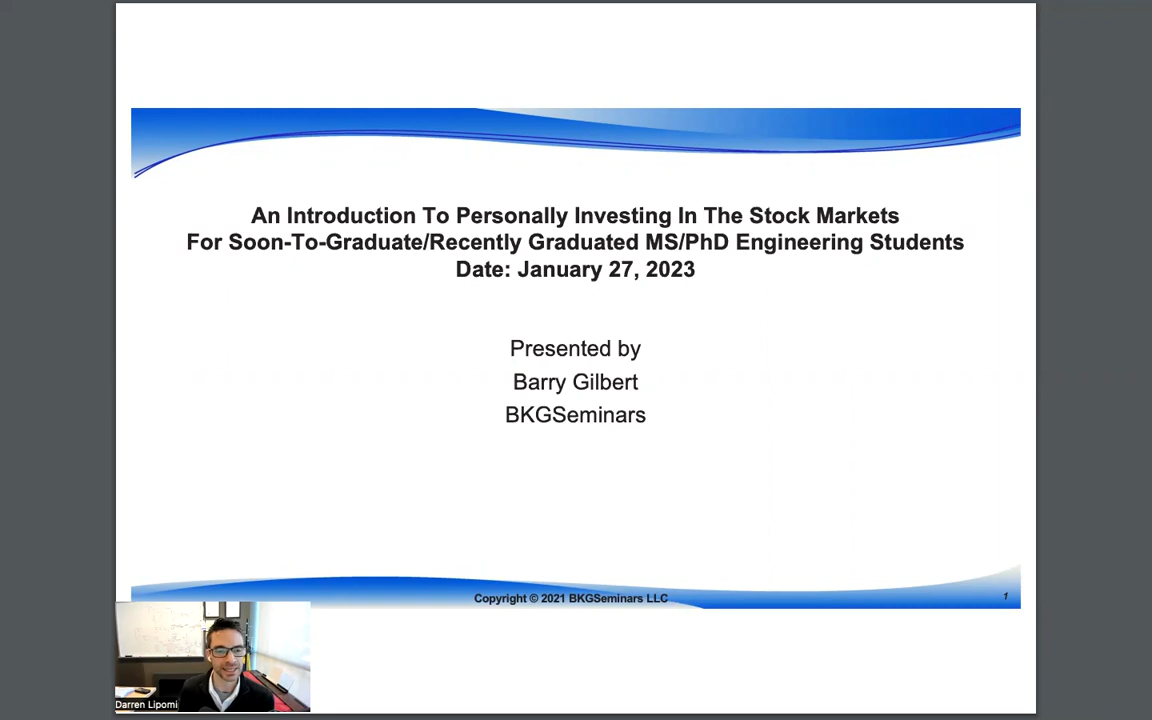 An Introduction To Personally Investing In The Stock Markets
For Soon-To-Graduate/Recently Graduated MS/PhD Engineering Students
Date: January 27, 2023
Presented by
Barry Gilbert
BKGSeminars
Copyright © 2021 BKGSeminars LLC
1
Darren Lipomi